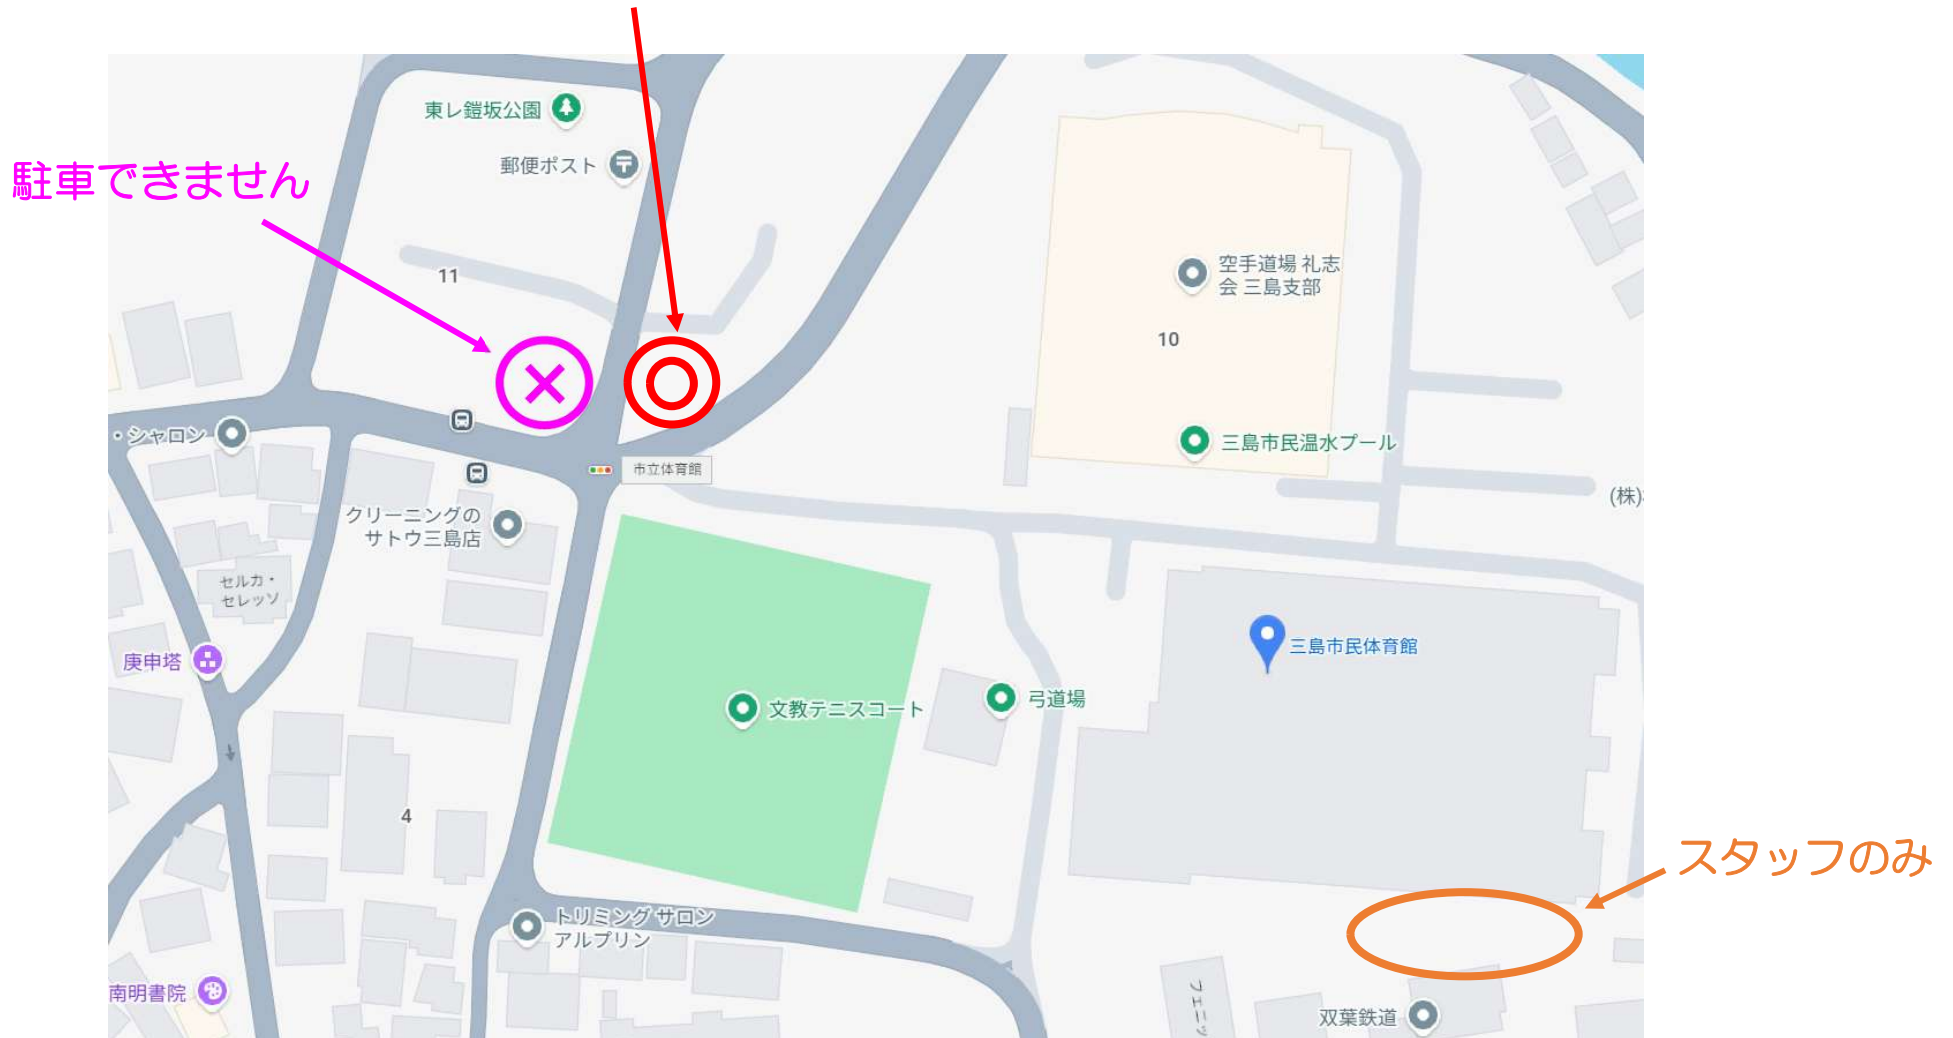 東レ鎧坂公園
郵便ポスト
駐車できません
11
空手道場 礼志
会 三島支部
10
・シャロン
三島市民温水プール
市立体育館
(株)
クリーニングの
サトウ三島店
セルカ・
セレッソ
三島市民体育館
庚申塔
弓道場
文教テニスコート
4
スタッフのみ
トリミング サロン
アルプリン
南明書院
フェニッ
双葉鉄道